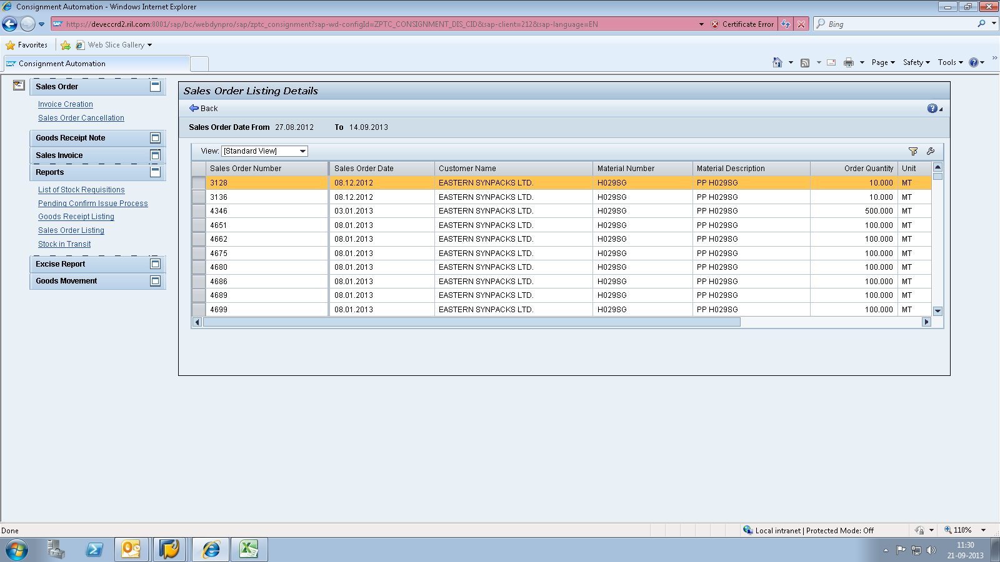 Consignment Automation - Windows Internet Explorer
https://deveccrd2.ril.com:8001/sap/bc/webdynpro/sap/zptc_consignment?sap-wd-configId=ZPTC_CONSIGNMENT_DIS_CID&sap-client=212&sap-language=EN
Certificate Error
Bing
Favorites
Web Slice Gallery
SAP
Consignment Automation
Page
Safety
Tools
Sales Order
Invoice Creation
Sales Order Cancellation
Goods Receipt Note
Sales Invoice
Reports
List of Stock Requisitions
Pending Confirm Issue Process
Goods Receipt Listing
Sales Order Listing
Stock in Transit
Excise Report
Goods Movement
Sales Order Listing Details
Back
Sales Order Date From 27.08.2012 To 14.09.2013
View: [Standard View]
Sales Order Number Sales Order Date Customer Name Material Number Material Description Order Quantity Unit
3128 08.12.2012 EASTERN SYNPACKS LTD. H029SG PP H029SG 10.000 MT
3136 08.12.2012 EASTERN SYNPACKS LTD. H029SG PP H029SG 10.000 MT
4346 03.01.2013 EASTERN SYNPACKS LTD. H029SG PP H029SG 500.000 MT
4651 08.01.2013 EASTERN SYNPACKS LTD. H029SG PP H029SG 100.000 MT
4662 08.01.2013 EASTERN SYNPACKS LTD. H029SG PP H029SG 100.000 MT
4675 08.01.2013 EASTERN SYNPACKS LTD. H029SG PP H029SG 100.000 MT
4680 08.01.2013 EASTERN SYNPACKS LTD. H029SG PP H029SG 100.000 MT
4686 08.01.2013 EASTERN SYNPACKS LTD. H029SG PP H029SG 100.000 MT
4689 08.01.2013 EASTERN SYNPACKS LTD. H029SG PP H029SG 100.000 MT
4699 08.01.2013 EASTERN SYNPACKS LTD. H029SG PP H029SG 100.000 MT
Done
Local intranet | Protected Mode: Off
110%
11:30
21-09-2013